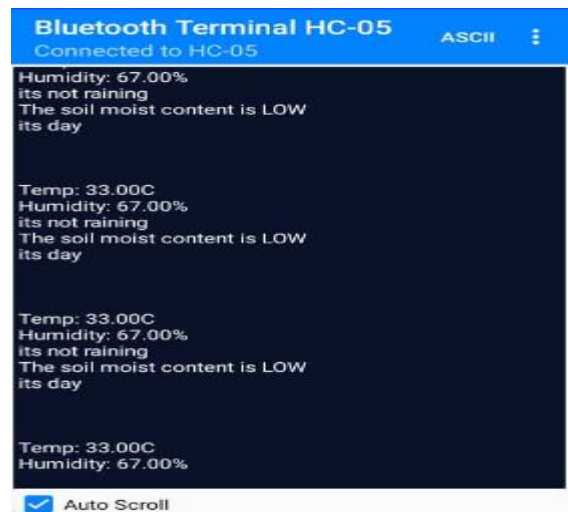 Bluetooth Terminal HC-05
Connected to HC-05
ASCII
Humidity: 67.00%
its not raining
The soil moist content is LOW
its day
Temp: 33.00C
Humidity: 67.00%
its not raining
The soil moist content is LOW
its day
Temp: 33.00C
Humidity: 67.00%
its not raining
The soil moist content is LOW
its day
Temp: 33.00C
Humidity: 67.00%
Auto Scroll